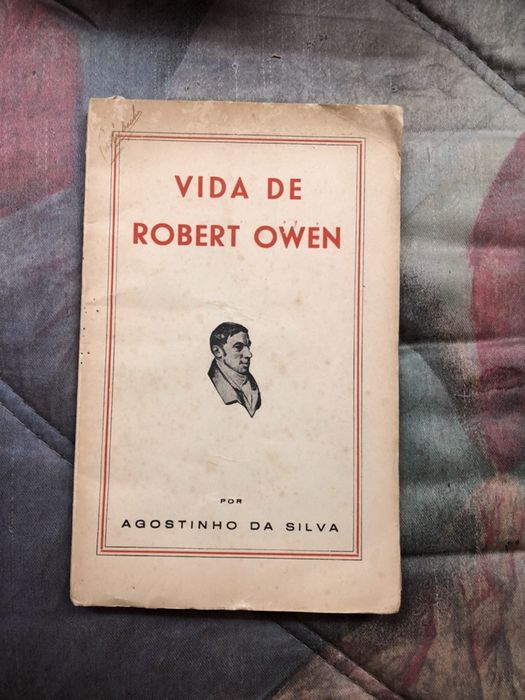 VIDA DE
ROBERT OWEN
POR
AGOSTINHO DA SILVA